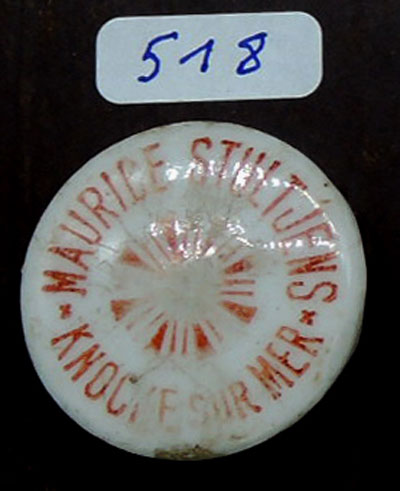 518
MAURICE STULTJENS
* KNOCKE SUR MER *